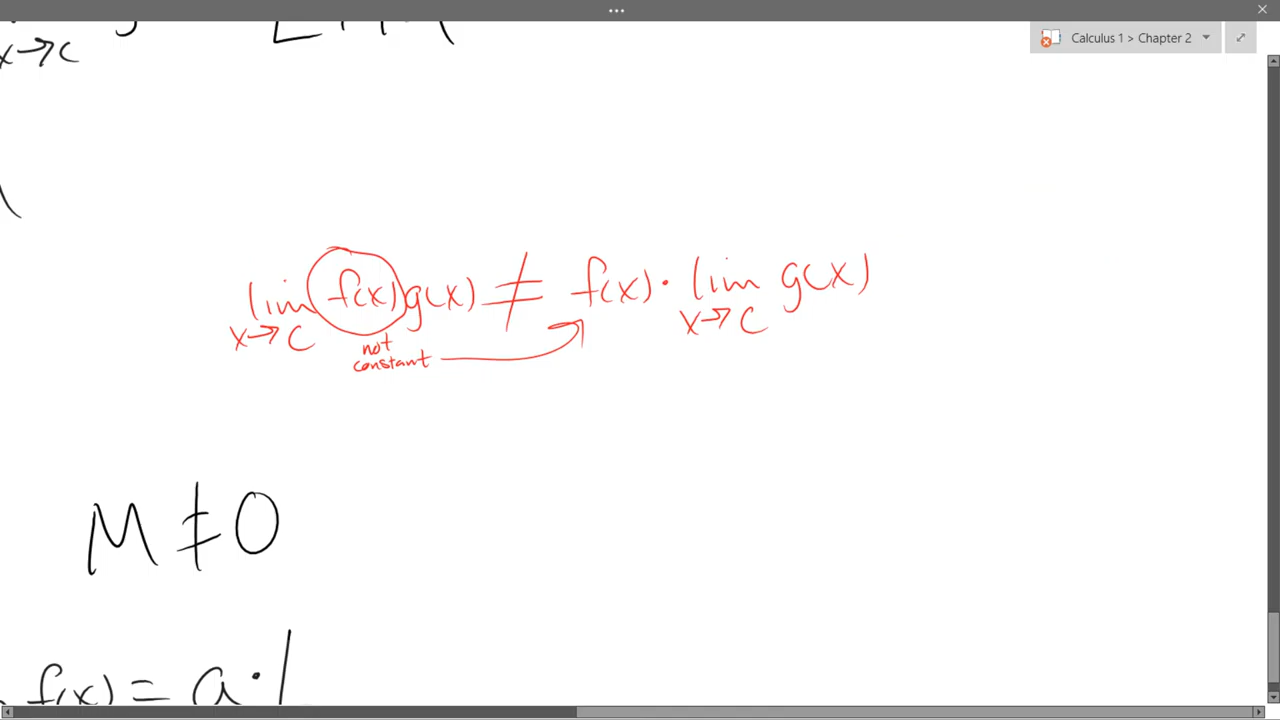 Calculus 1 > Chapter 2
x→c
lim f(x)g(x) ≠ f(x) · lim g(x)
x→c x→c
not
constant
M ≠ 0
f(x) = a ·